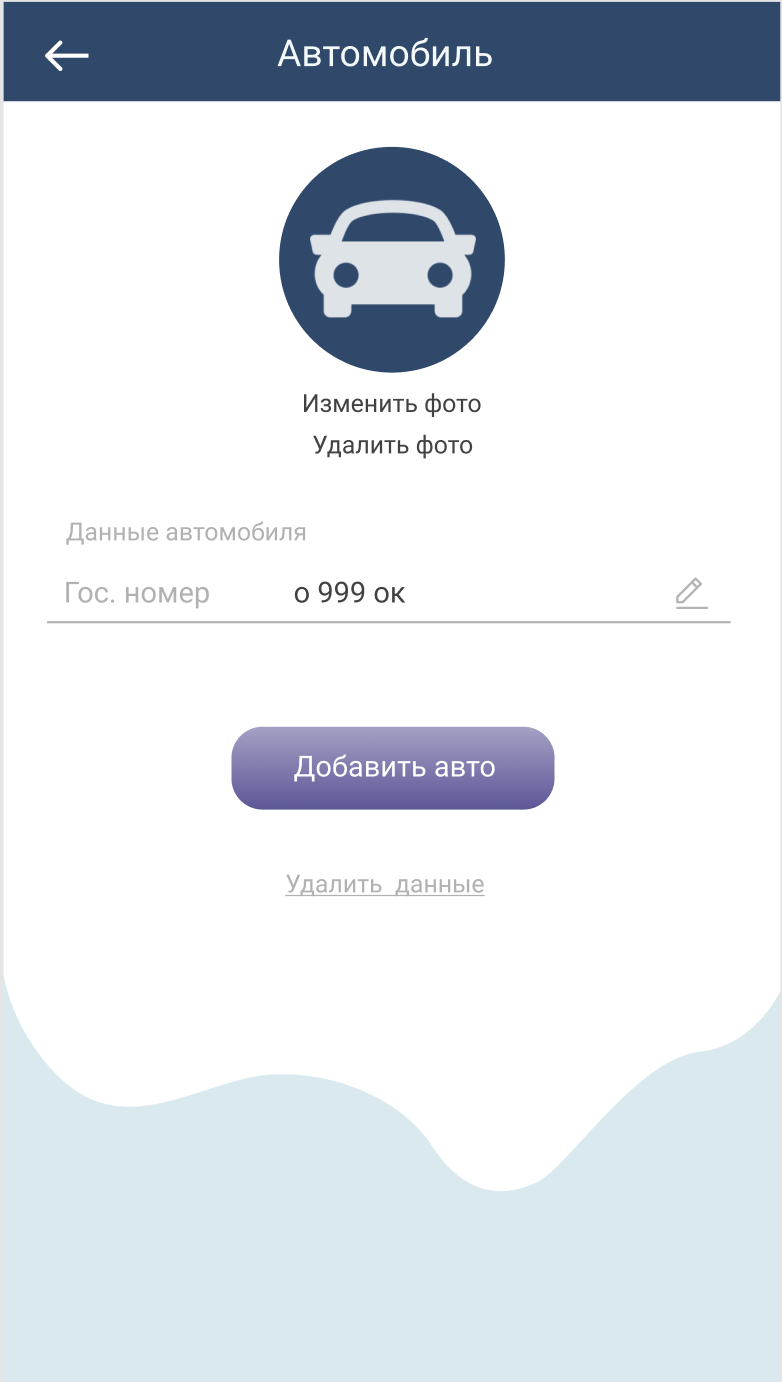 Автомобиль
Изменить фото
Удалить фото
Данные автомобиля
Гос. номер о 999 ок
Добавить авто
Удалить данные